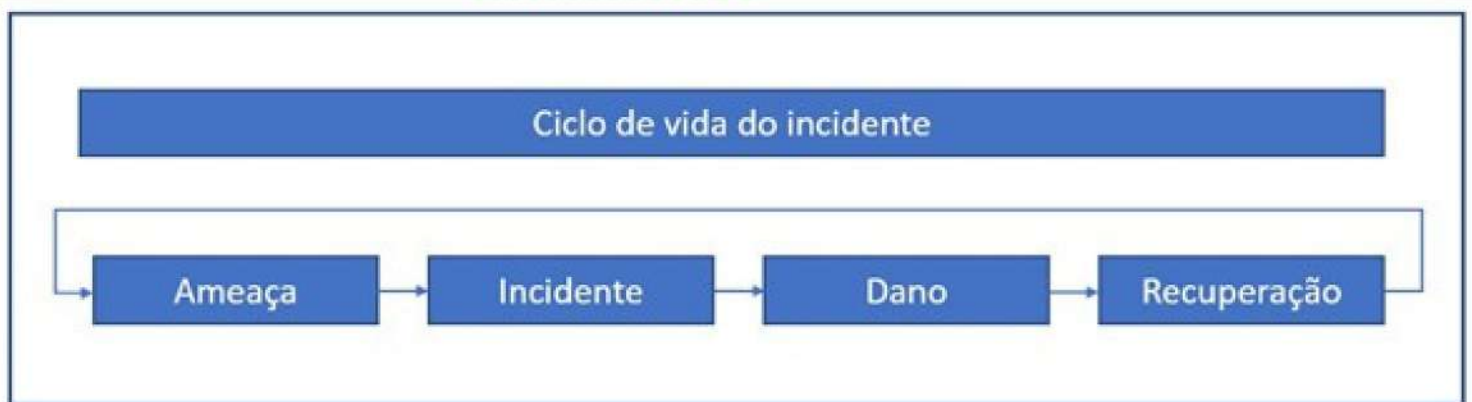 Ciclo de vida do incidente
Ameaça
Incidente
Dano
Recuperação